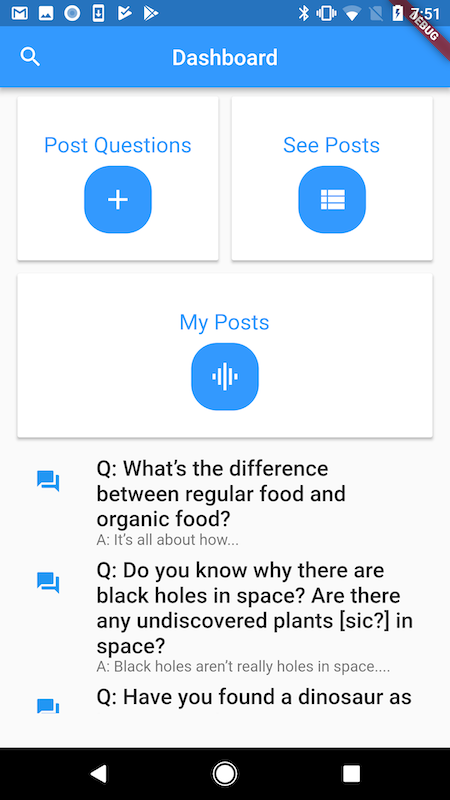 7:51
DEBUG
Dashboard
Post Questions
See Posts
My Posts
Q: What’s the difference
between regular food and
organic food?
A: It’s all about how...
Q: Do you know why there are
black holes in space? Are there
any undiscovered plants [sic?] in
space?
A: Black holes aren’t really holes in space....
Q: Have you found a dinosaur as